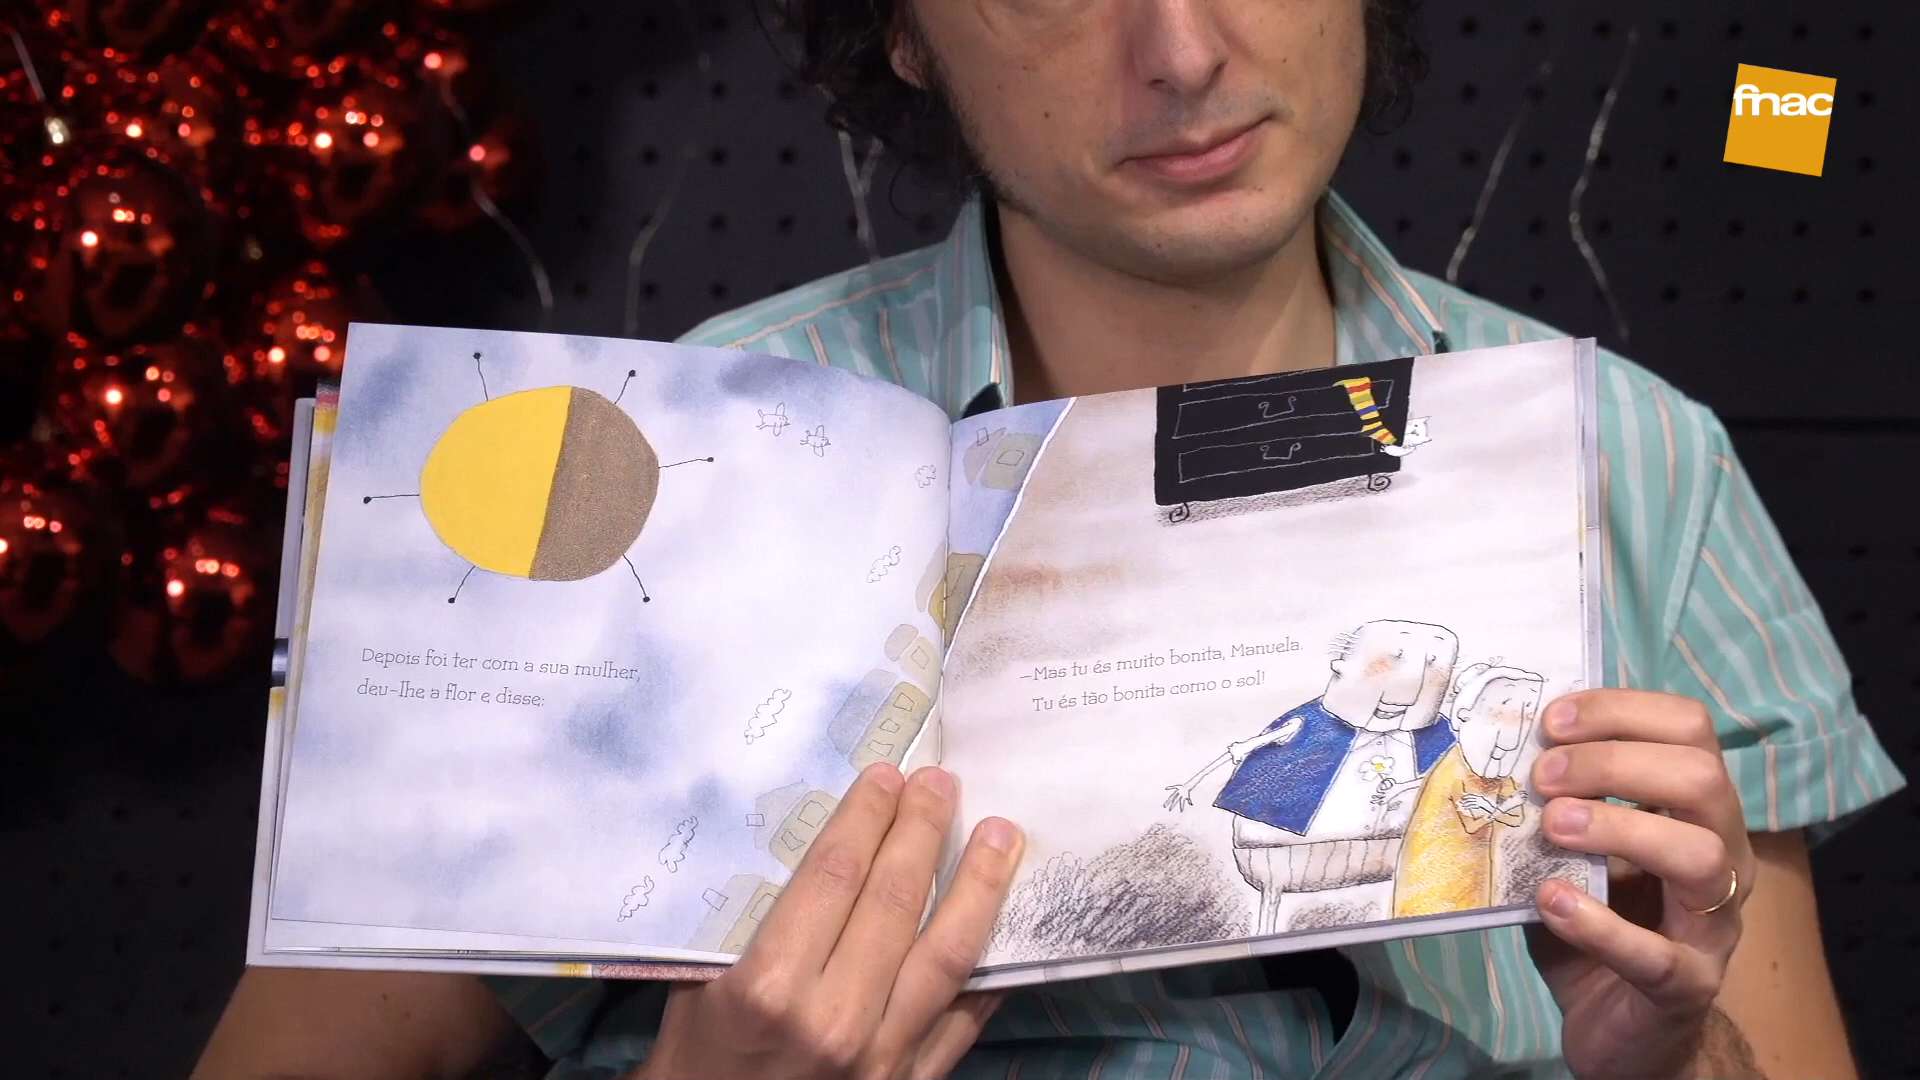 fnac
Depois foi ter com a sua mulher,
deu-lhe a flor e disse:
—Mas tu és muito bonita, Manuela.
Tu és tão bonita como o sol!